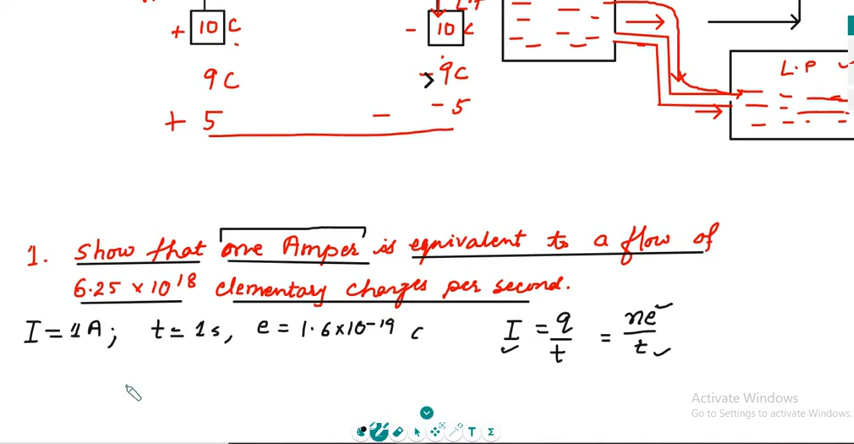 + 10 C - 10 C
9C -9C
+ 5 - -5
L.P
1. Show that one Amper is equivalent to a flow of
6.25 × 10^18 elementary charges per second.
I = 1A; t = 1s, e = 1.6×10^-19 C I = q/t = ne/t
Activate Windows
Go to Settings to activate Windows.
T Σ